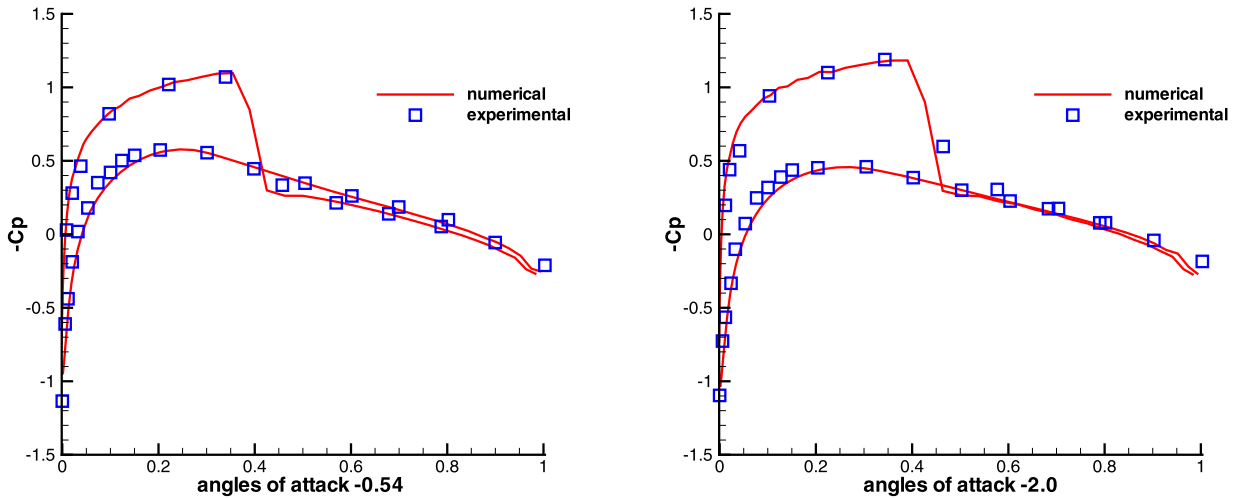 1.5
1
0.5
0
-0.5
-1
-1.5
-Cp
numerical
experimental
0 0.2 0.4 0.6 0.8 1
angles of attack -0.54
1.5
1
0.5
0
-0.5
-1
-1.5
-Cp
numerical
experimental
0 0.2 0.4 0.6 0.8 1
angles of attack -2.0